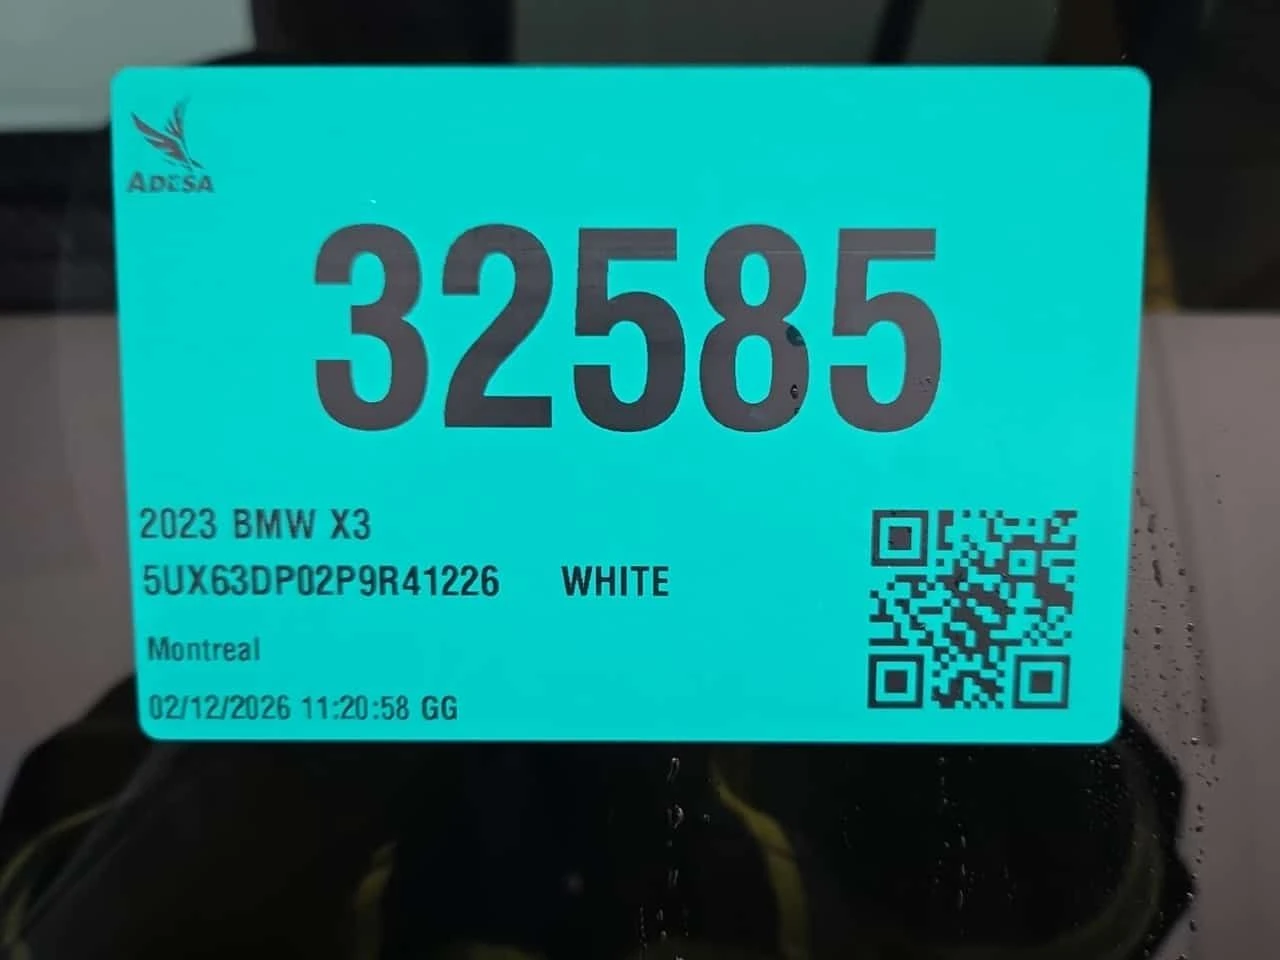 ADESA
32585
2023 BMW X3
5UX63DP02P9R41226 WHITE
Montreal
02/12/2026 11:20:58 GG